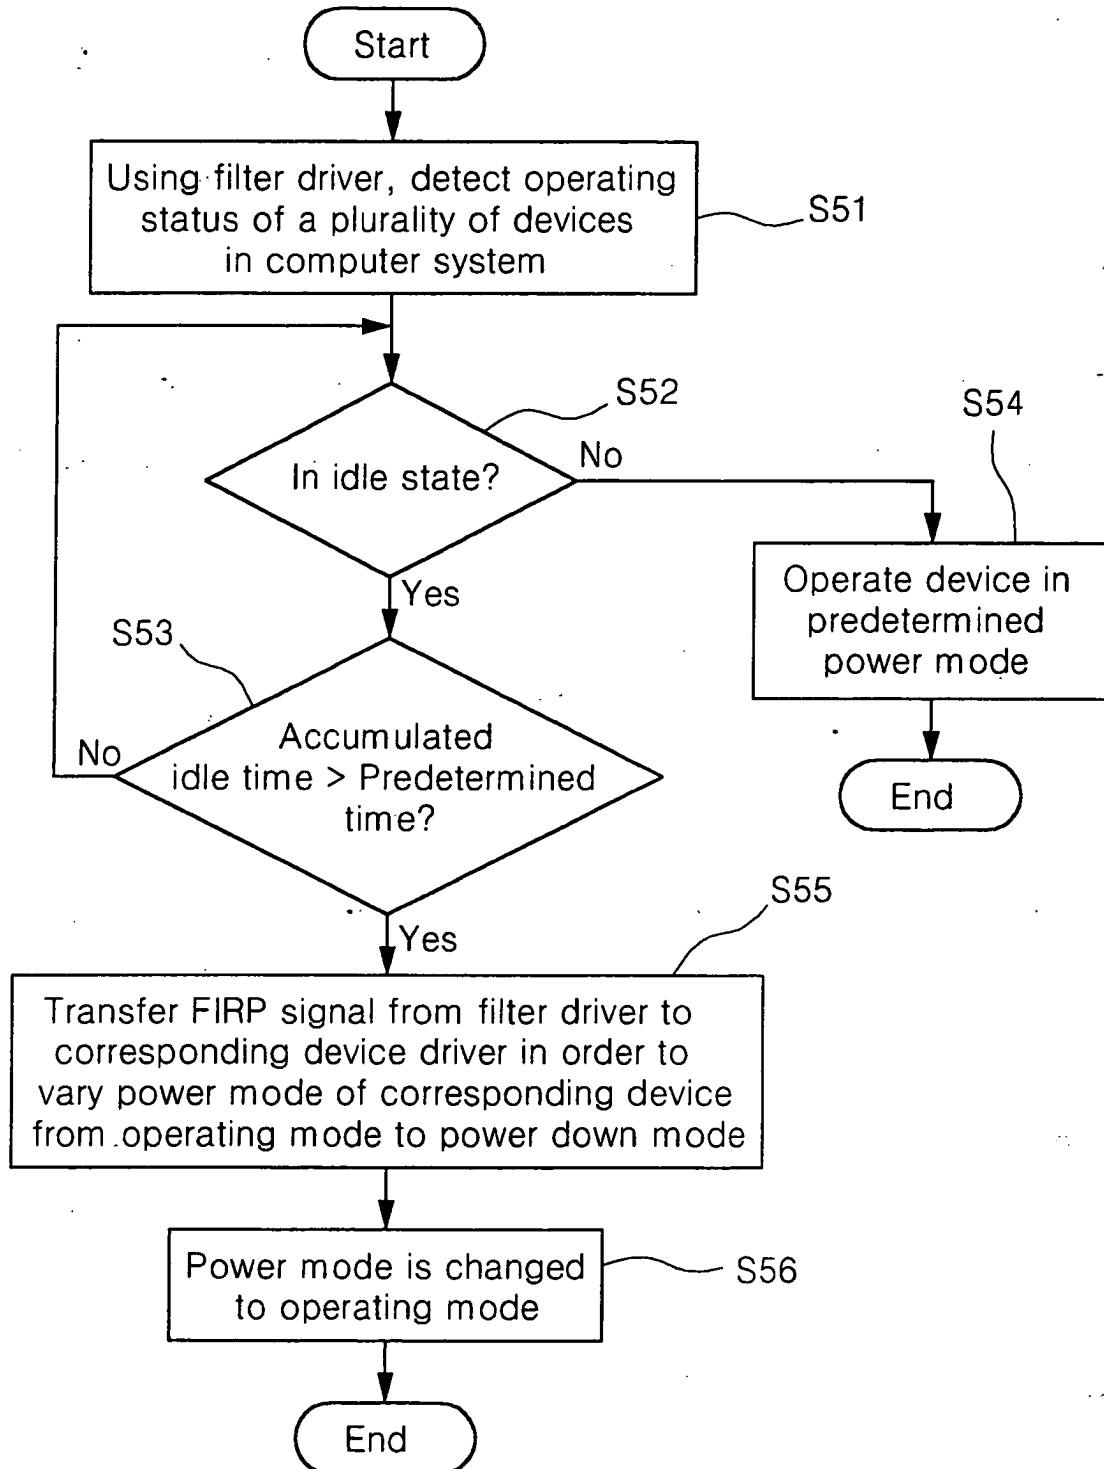 Start
Using filter driver, detect operating
status of a plurality of devices
in computer system
S51
In idle state?
S52
No
S54
Operate device in
predetermined
power mode
End
Yes
S53
Accumulated
idle time > Predetermined
time?
No
Yes
S55
Transfer FIRP signal from filter driver to
corresponding device driver in order to
vary power mode of corresponding device
from operating mode to power down mode
Power mode is changed
to operating mode
S56
End